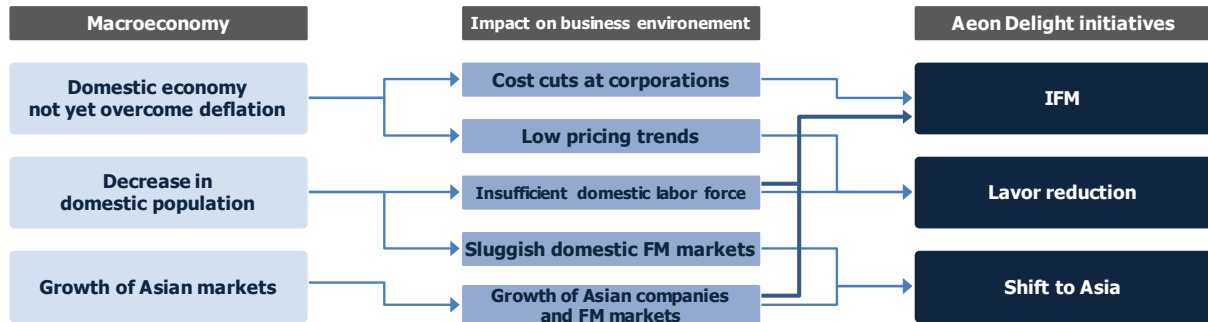 Macroeconomy
Impact on business environement
Aeon Delight initiatives
Domestic economy
not yet overcome deflation
Decrease in
domestic population
Growth of Asian markets
Cost cuts at corporations
Low pricing trends
Insufficient domestic labor force
Sluggish domestic FM markets
Growth of Asian companies
and FM markets
IFM
Lavor reduction
Shift to Asia